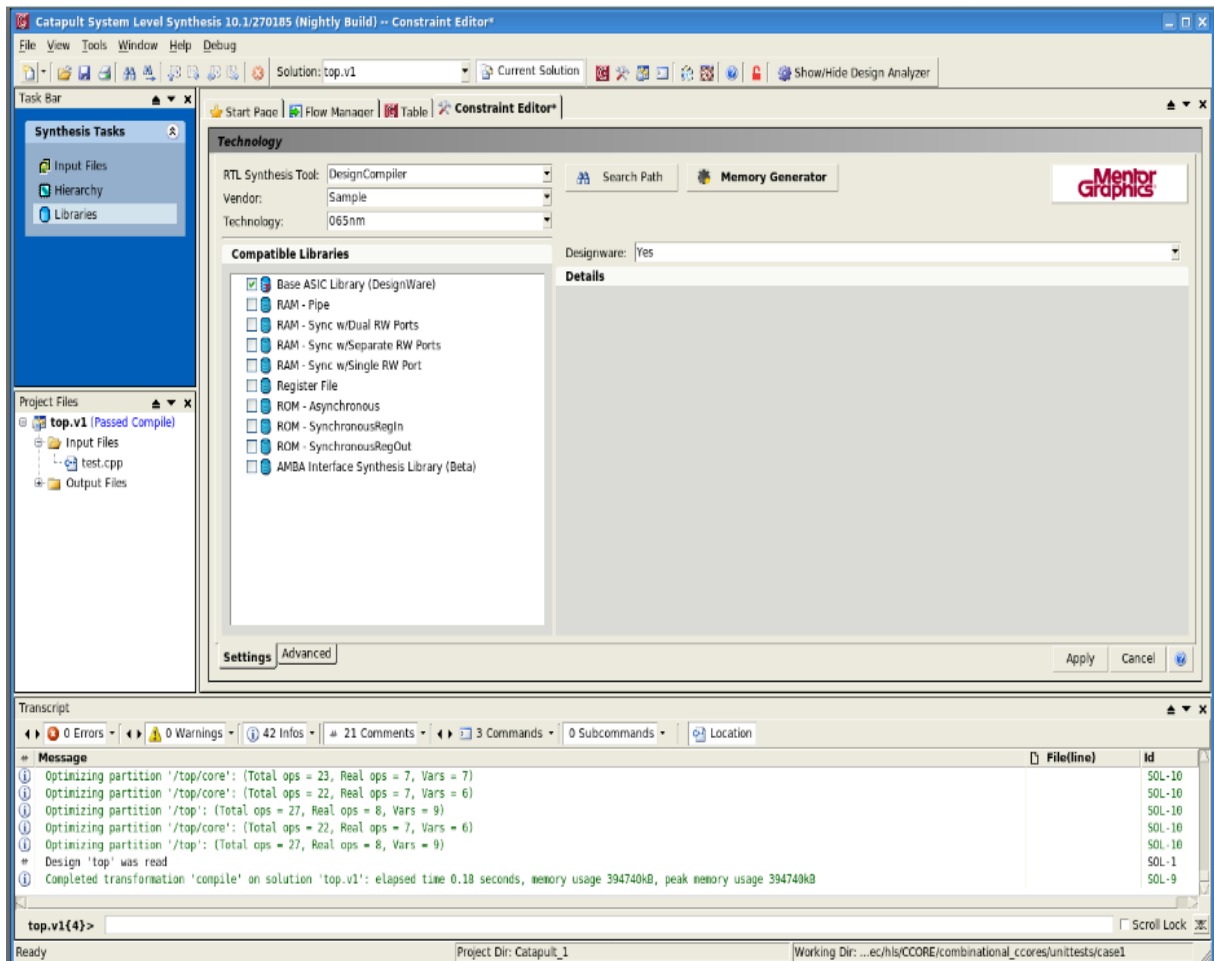 Catapult System Level Synthesis 10.1/270185 (Nightly Build) -- Constraint Editor*
File View Tools Window Help Debug
Solution: top.v1 Current Solution Show/Hide Design Analyzer
Task Bar
Start Page Flow Manager Table Constraint Editor*
Synthesis Tasks
Input Files
Hierarchy
Libraries
Technology
RTL Synthesis Tool: DesignCompiler Search Path Memory Generator
Mentor Graphics
Vendor: Sample
Technology: 065nm
Compatible Libraries Designware: Yes
Details
Base ASIC Library (DesignWare)
RAM - Pipe
RAM - Sync w/Dual RW Ports
RAM - Sync w/Separate RW Ports
RAM - Sync w/Single RW Port
Register File
ROM - Asynchronous
ROM - SynchronousRegIn
ROM - SynchronousRegOut
AMBA Interface Synthesis Library (Beta)
Project Files
top.v1 (Passed Compile)
Input Files
test.cpp
Output Files
Settings Advanced Apply Cancel
Transcript
0 Errors 0 Warnings 42 Infos # 21 Comments 3 Commands 0 Subcommands Location
# Message File(line) Id
Optimizing partition '/top/core': (Total ops = 23, Real ops = 7, Vars = 7) SOL-10
Optimizing partition '/top/core': (Total ops = 22, Real ops = 7, Vars = 6) SOL-10
Optimizing partition '/top': (Total ops = 27, Real ops = 8, Vars = 9) SOL-10
Optimizing partition '/top/core': (Total ops = 22, Real ops = 7, Vars = 6) SOL-10
Optimizing partition '/top': (Total ops = 27, Real ops = 8, Vars = 9) SOL-10
# Design 'top' was read SOL-1
Completed transformation 'compile' on solution 'top.v1': elapsed time 0.18 seconds, memory usage 394740kB, peak memory usage 394740kB SOL-9
top.v1{4}> Scroll Lock
Ready Project Dir: Catapult_1 Working Dir: ...ec/hls/CCORE/combinational_ccores/unittests/case1